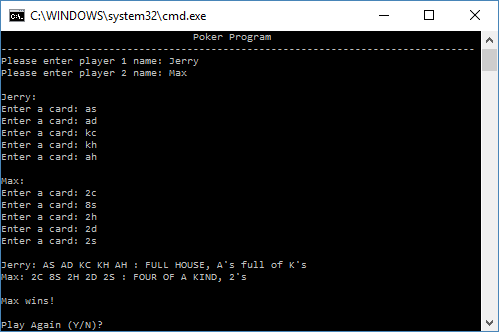 C:\WINDOWS\system32\cmd.exe
Poker Program
--------------------------------------------------------------------------------
Please enter player 1 name: Jerry
Please enter player 2 name: Max
Jerry:
Enter a card: as
Enter a card: ad
Enter a card: kc
Enter a card: kh
Enter a card: ah
Max:
Enter a card: 2c
Enter a card: 8s
Enter a card: 2h
Enter a card: 2d
Enter a card: 2s
Jerry: AS AD KC KH AH : FULL HOUSE, A's full of K's
Max: 2C 8S 2H 2D 2S : FOUR OF A KIND, 2's
Max wins!
Play Again (Y/N)?